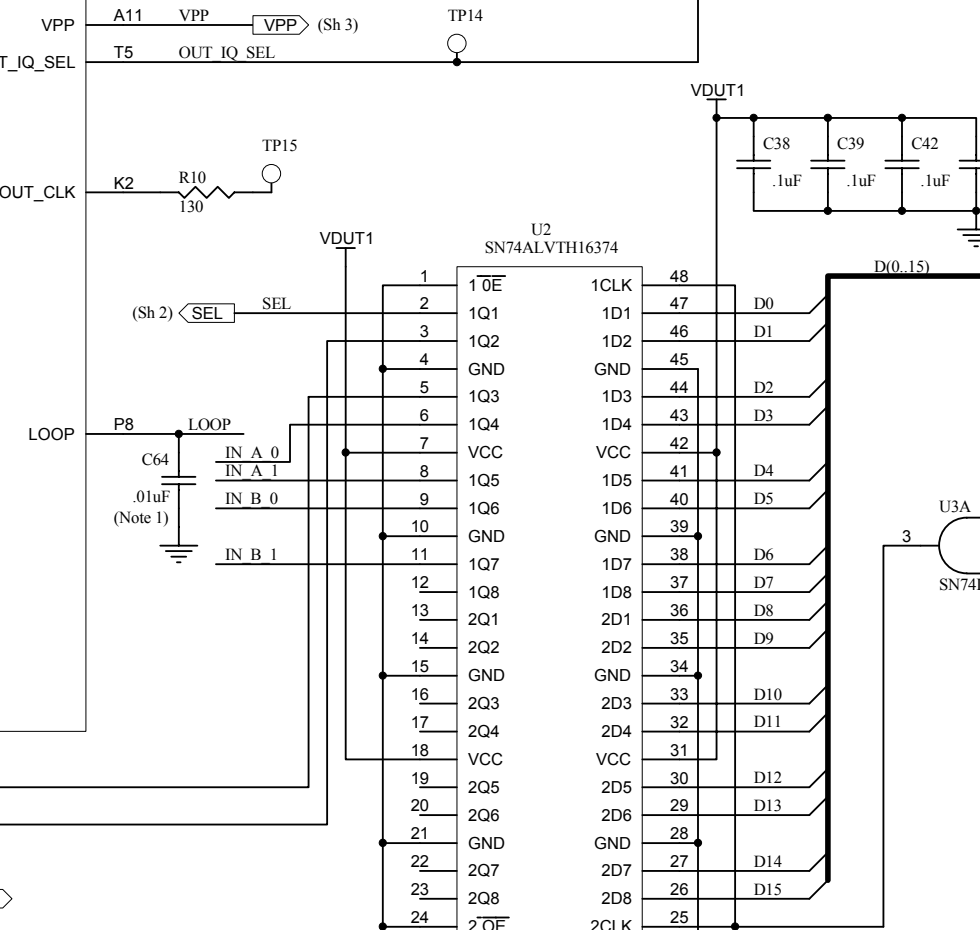 VPP A11 VPP VPP (Sh 3) TP14
T_IQ_SEL T5 OUT_IQ_SEL
VDUT1
C38 C39 C42
.1uF .1uF .1uF
TP15
OUT_CLK K2 R10
130
U2
SN74ALVTH16374
VDUT1
D(0..15)
1 1 OE 1CLK 48
(Sh 2) SEL SEL 2 1Q1 1D1 47 D0
3 1Q2 1D2 46 D1
4 GND GND 45
5 1Q3 1D3 44 D2
6 1Q4 1D4 43 D3
LOOP P8 LOOP
IN_A_0 7 VCC VCC 42
C64 IN_A_1 8 1Q5 1D5 41 D4
.01uF IN_B_0 9 1Q6 1D6 40 D5
(Note 1)
10 GND GND 39
IN_B_1 11 1Q7 1D7 38 D6
12 1Q8 1D8 37 D7
13 2Q1 2D1 36 D8
14 2Q2 2D2 35 D9
15 GND GND 34
16 2Q3 2D3 33 D10
17 2Q4 2D4 32 D11
18 VCC VCC 31
19 2Q5 2D5 30 D12
20 2Q6 2D6 29 D13
21 GND GND 28
22 2Q7 2D7 27 D14
23 2Q8 2D8 26 D15
24 2 OE 2CLK 25
U3A
3
SN74